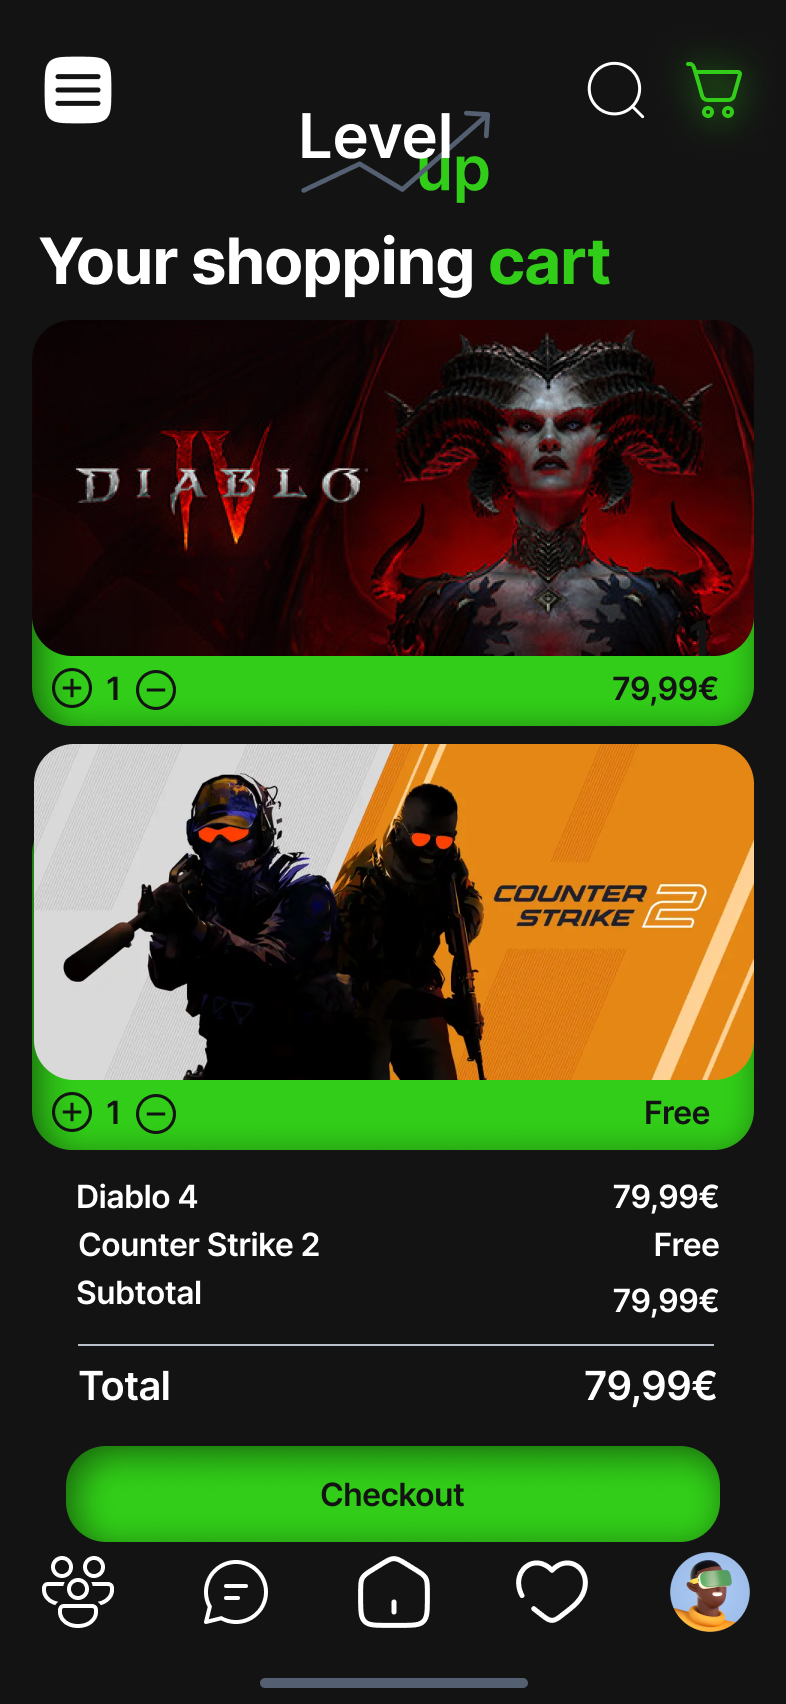 Level
up
Your shopping cart
DIABLO
IV
1
79,99€
COUNTER
STRIKE 2
1
Free
Diablo 4
79,99€
Counter Strike 2
Free
Subtotal
79,99€
Total
79,99€
Checkout